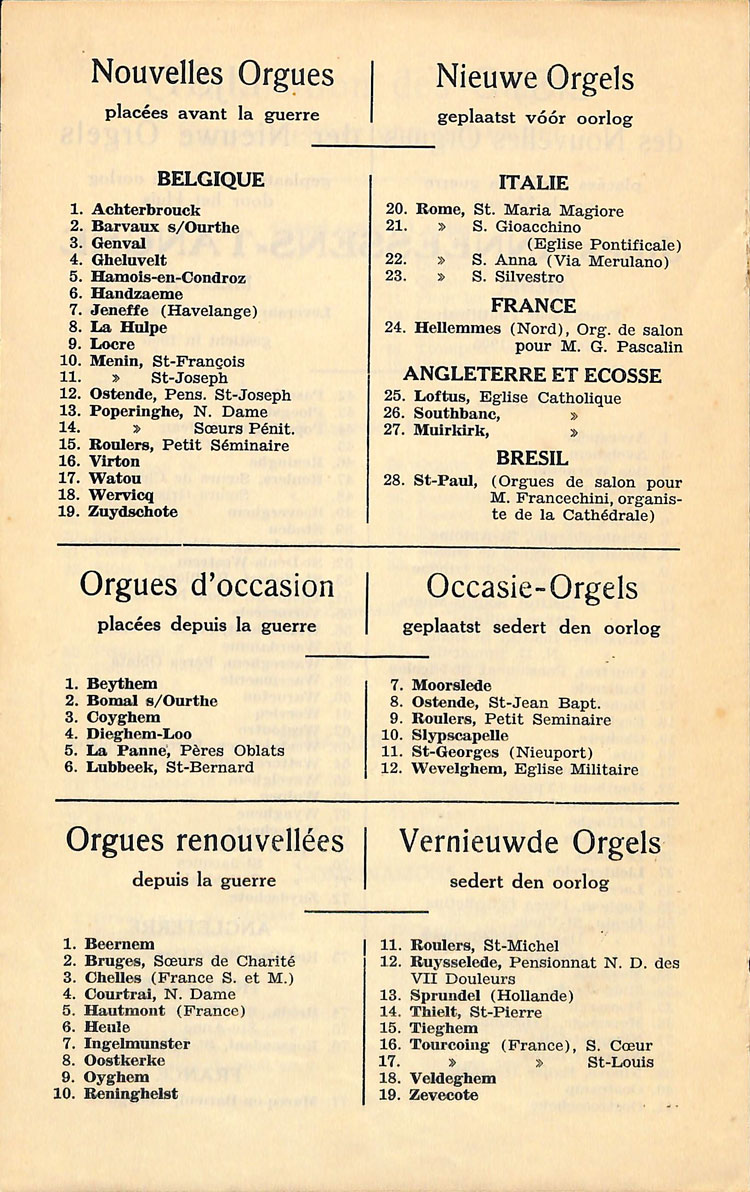 Nouvelles Orgues
placées avant la guerre
Nieuwe Orgels
geplaatst vóór oorlog
BELGIQUE
1. Achterbrouck
2. Barvaux s/Ourthe
3. Genval
4. Gheluvelt
5. Hamois-en-Condroz
6. Handzaeme
7. Jeneffe (Havelange)
8. La Hulpe
9. Locre
10. Menin, St-François
11. » St-Joseph
12. Ostende, Pens. St-Joseph
13. Poperinghe, N. Dame
14. » Sœurs Pénit.
15. Roulers, Petit Séminaire
16. Virton
17. Watou
18. Wervicq
19. Zuydschote
ITALIE
20. Rome, St. Maria Magiore
21. » S. Gioacchino
(Eglise Pontificale)
22. » S. Anna (Via Merulano)
23. » S. Silvestro
FRANCE
24. Hellemmes (Nord), Org. de salon
pour M. G. Pascalin
ANGLETERRE ET ECOSSE
25. Loftus, Eglise Catholique
26. Southbanc, »
27. Muirkirk, »
BRESIL
28. St-Paul, (Orgues de salon pour
M. Francechini, organis-
te de la Cathédrale)
Orgues d'occasion
placées depuis la guerre
Occasie-Orgels
geplaatst sedert den oorlog
1. Beythem
2. Bomal s/Ourthe
3. Coyghem
4. Dieghem-Loo
5. La Panne, Pères Oblats
6. Lubbeek, St-Bernard
7. Moorslede
8. Ostende, St-Jean Bapt.
9. Roulers, Petit Seminaire
10. Slypscapelle
11. St-Georges (Nieuport)
12. Wevelghem, Eglise Militaire
Orgues renouvellées
depuis la guerre
Vernieuwde Orgels
sedert den oorlog
1. Beernem
2. Bruges, Sœurs de Charité
3. Chelles (France S. et M.)
4. Courtrai, N. Dame
5. Hautmont (France)
6. Heule
7. Ingelmunster
8. Oostkerke
9. Oyghem
10. Reninghelst
11. Roulers, St-Michel
12. Ruysselede, Pensionnat N. D. des
VII Douleurs
13. Sprundel (Hollande)
14. Thielt, St-Pierre
15. Tieghem
16. Tourcoing (France), S. Cœur
17. » » St-Louis
18. Veldeghem
19. Zevecote